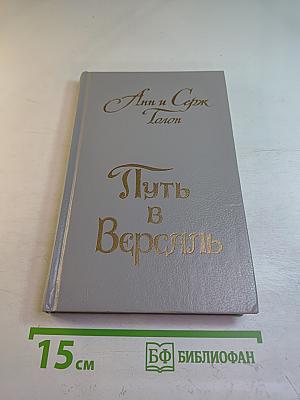 Анн и Серж
Голон
Путь
в
Версаль
15 см
БФ БИБЛИОФАН